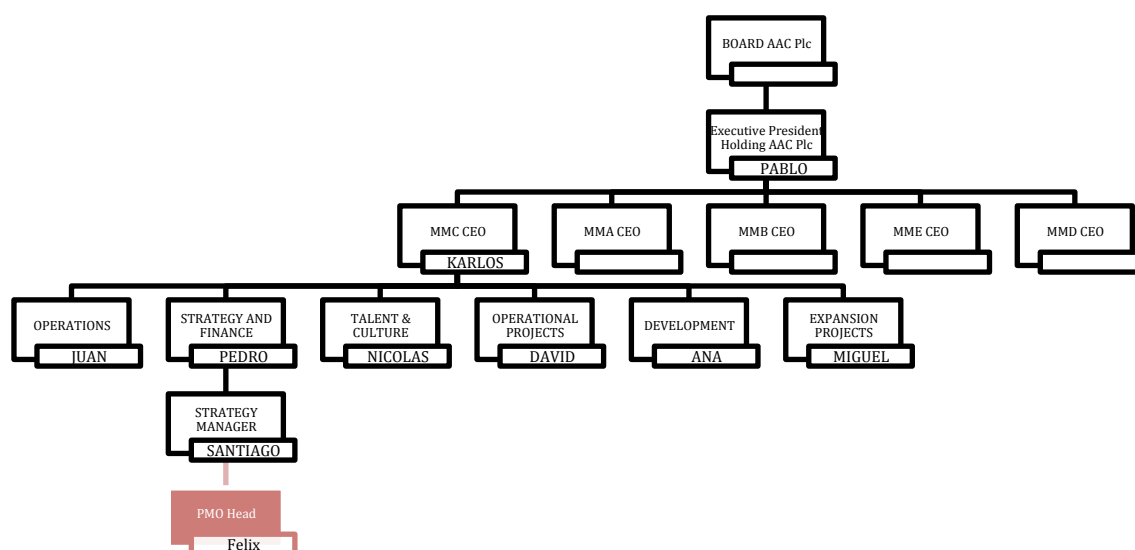 BOARD AAC Plc
Executive President
Holding AAC Plc
PABLO
MMC CEO
KARLOS
MMA CEO
MMB CEO
MME CEO
MMD CEO
OPERATIONS
JUAN
STRATEGY AND
FINANCE
PEDRO
TALENT &
CULTURE
NICOLAS
OPERATIONAL
PROJECTS
DAVID
DEVELOPMENT
ANA
EXPANSION
PROJECTS
MIGUEL
STRATEGY
MANAGER
SANTIAGO
PMO Head
Felix